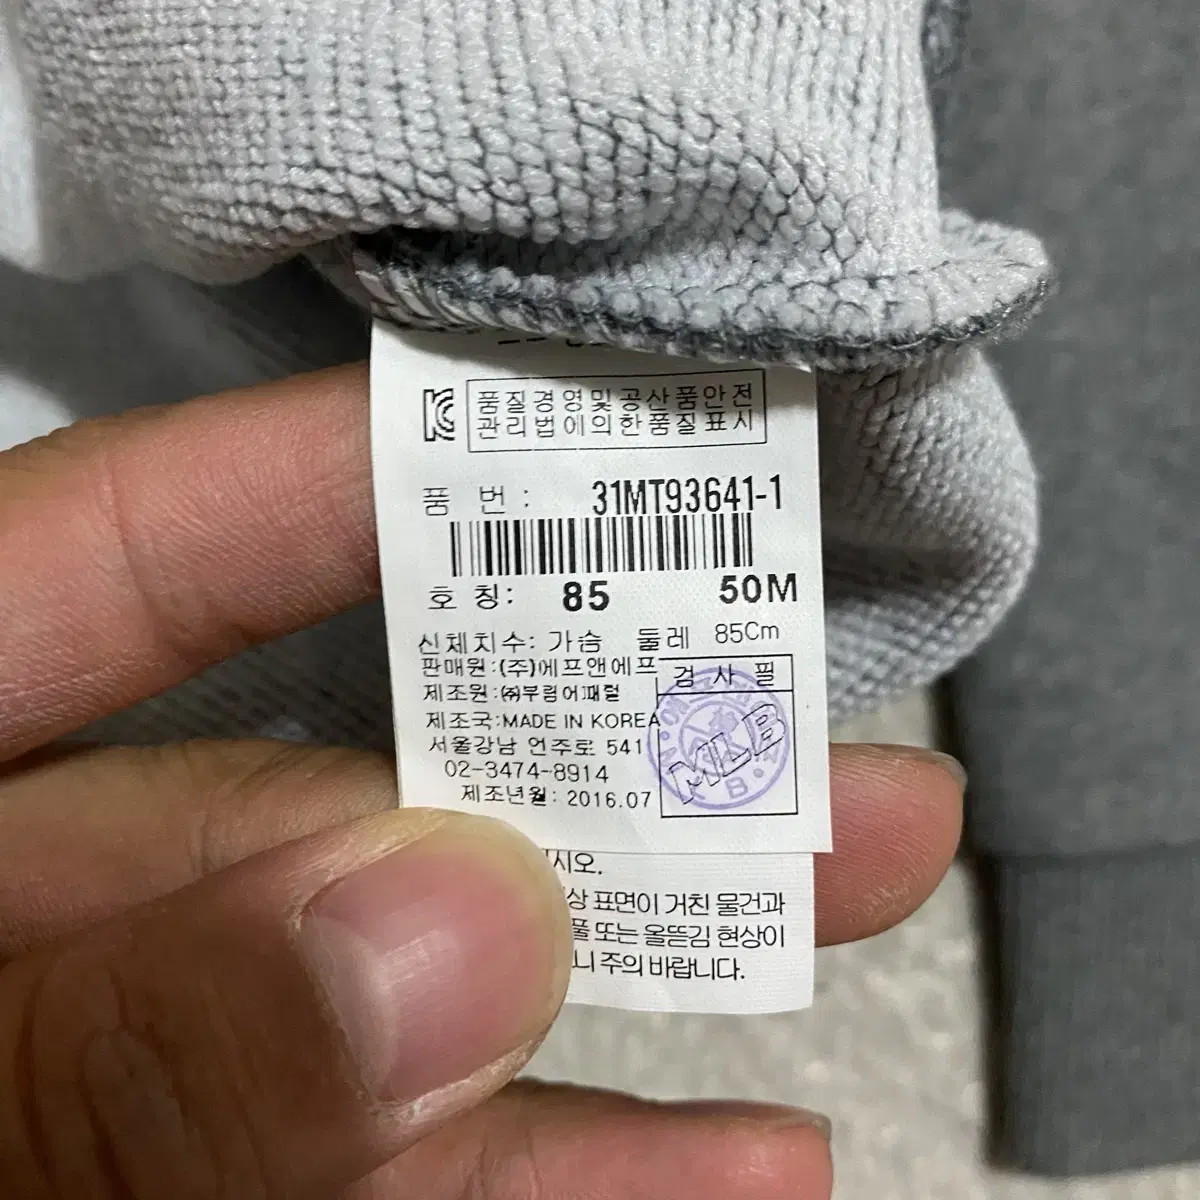 품질경영및공산품안전
관리법에의한품질표시
품 번 : 31MT93641-1
호 칭: 85 50M
신체치수: 가슴 둘레 85Cm
판매원:(주)에프앤에프
검 사 필
제조원:㈜부림어패럴
제조국:MADE IN KOREA
MLB
서울강남 언주로 541
02-3474-8914
B
제조년월: 2016.07
시오.
상 표면이 거친 물건과
풀 또는 올뜯김 현상이
니 주의 바랍니다.